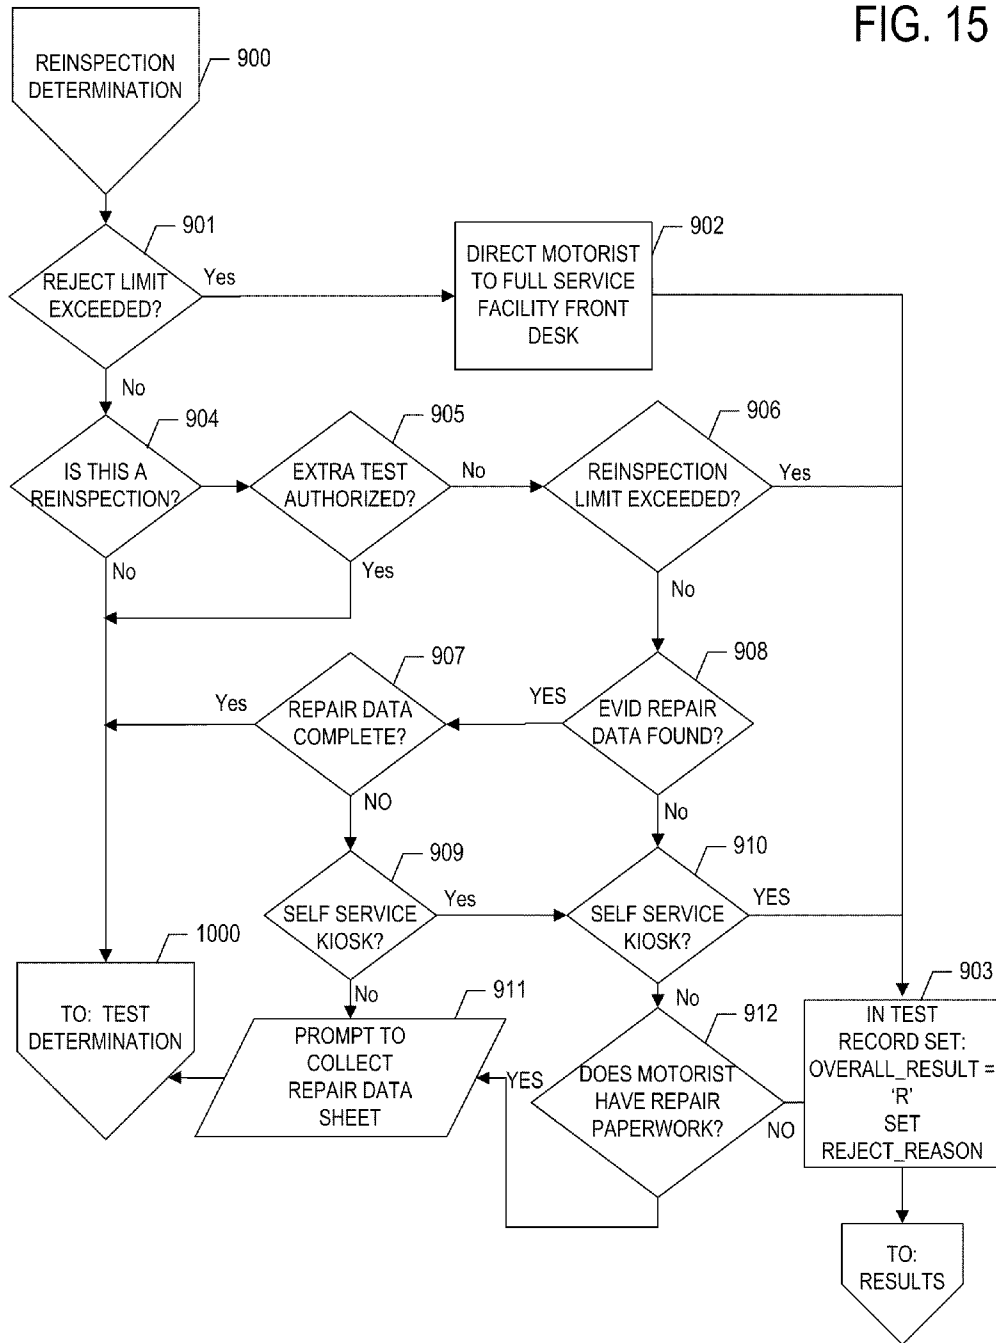 FIG. 15
REINSPECTION
DETERMINATION
900
901
REJECT LIMIT
EXCEEDED?
Yes
902
DIRECT MOTORIST
TO FULL SERVICE
FACILITY FRONT
DESK
No
904
IS THIS A
REINSPECTION?
905
EXTRA TEST
AUTHORIZED?
No
906
REINSPECTION
LIMIT EXCEEDED?
Yes
No
Yes
No
907
REPAIR DATA
COMPLETE?
Yes
YES
908
EVID REPAIR
DATA FOUND?
NO
No
909
SELF SERVICE
KIOSK?
Yes
910
SELF SERVICE
KIOSK?
YES
1000
TO: TEST
DETERMINATION
No
911
PROMPT TO
COLLECT
REPAIR DATA
SHEET
YES
No
912
DOES MOTORIST
HAVE REPAIR
PAPERWORK?
NO
903
IN TEST
RECORD SET:
OVERALL_RESULT =
‘R’
SET
REJECT_REASON
TO:
RESULTS